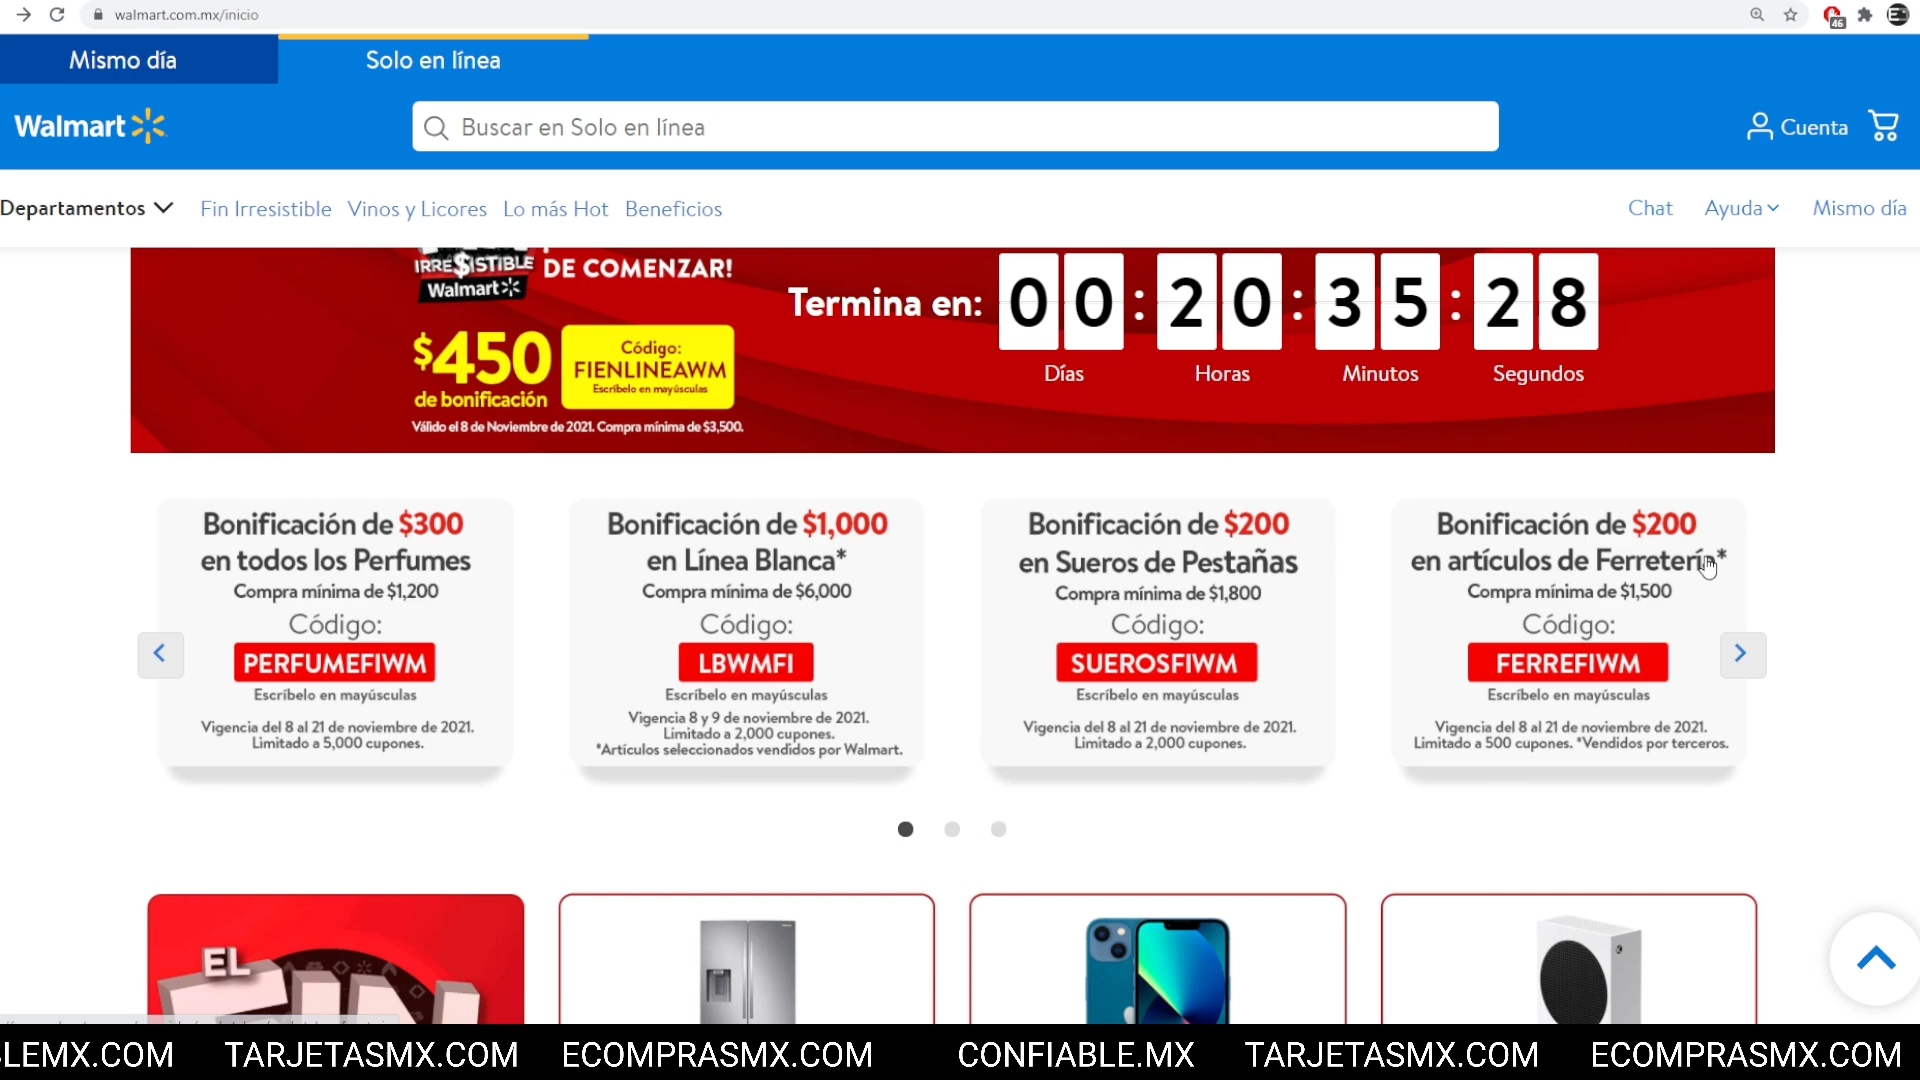 walmart.com.mx/inicio
46
Mismo día
Solo en línea
Walmart
Buscar en Solo en línea
Cuenta
Departamentos
Fin Irresistible
Vinos y Licores
Lo más Hot
Beneficios
Chat
Ayuda
Mismo día
IRRE$ISTIBLE
Walmart
DE COMENZAR!
$450
de bonificación
Código:
FIENLINEAWM
Escríbelo en mayúsculas
Válido el 8 de Noviembre de 2021. Compra mínima de $3,500.
Termina en:
00 : 20 : 35 : 28
Días
Horas
Minutos
Segundos
Bonificación de $300
en todos los Perfumes
Compra mínima de $1,200
Código:
PERFUMEFIWM
Escríbelo en mayúsculas
Vigencia del 8 al 21 de noviembre de 2021.
Limitado a 5,000 cupones.
Bonificación de $1,000
en Línea Blanca*
Compra mínima de $6,000
Código:
LBWMFI
Escríbelo en mayúsculas
Vigencia 8 y 9 de noviembre de 2021.
Limitado a 2,000 cupones.
*Artículos seleccionados vendidos por Walmart.
Bonificación de $200
en Sueros de Pestañas
Compra mínima de $1,800
Código:
SUEROSFIWM
Escríbelo en mayúsculas
Vigencia del 8 al 21 de noviembre de 2021.
Limitado a 2,000 cupones.
Bonificación de $200
en artículos de Ferretería*
Compra mínima de $1,500
Código:
FERREFIWM
Escríbelo en mayúsculas
Vigencia del 8 al 21 de noviembre de 2021.
Limitado a 500 cupones. *Vendidos por terceros.
EL
FIN
LEMX.COM TARJETASMX.COM ECOMPRASMX.COM CONFIABLE.MX TARJETASMX.COM ECOMPRASMX.COM